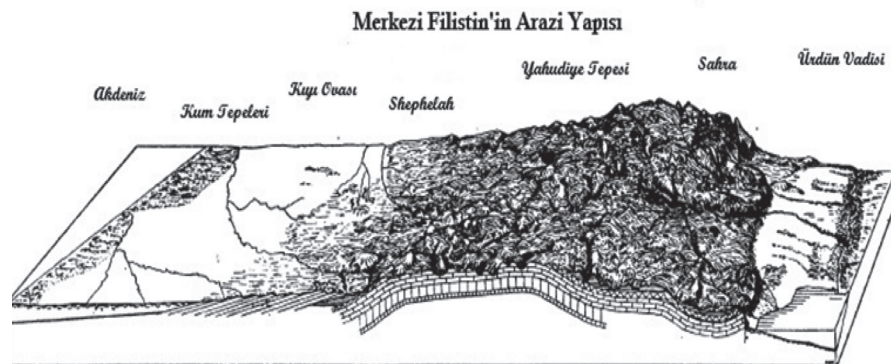 Merkezi Filistin'in Arazi Yapısı
Akdeniz
Kum Tepeleri
Kıyı Ovası
Shephelah
Yahudiye Tepesi
Sahra
Ürdün Vadisi